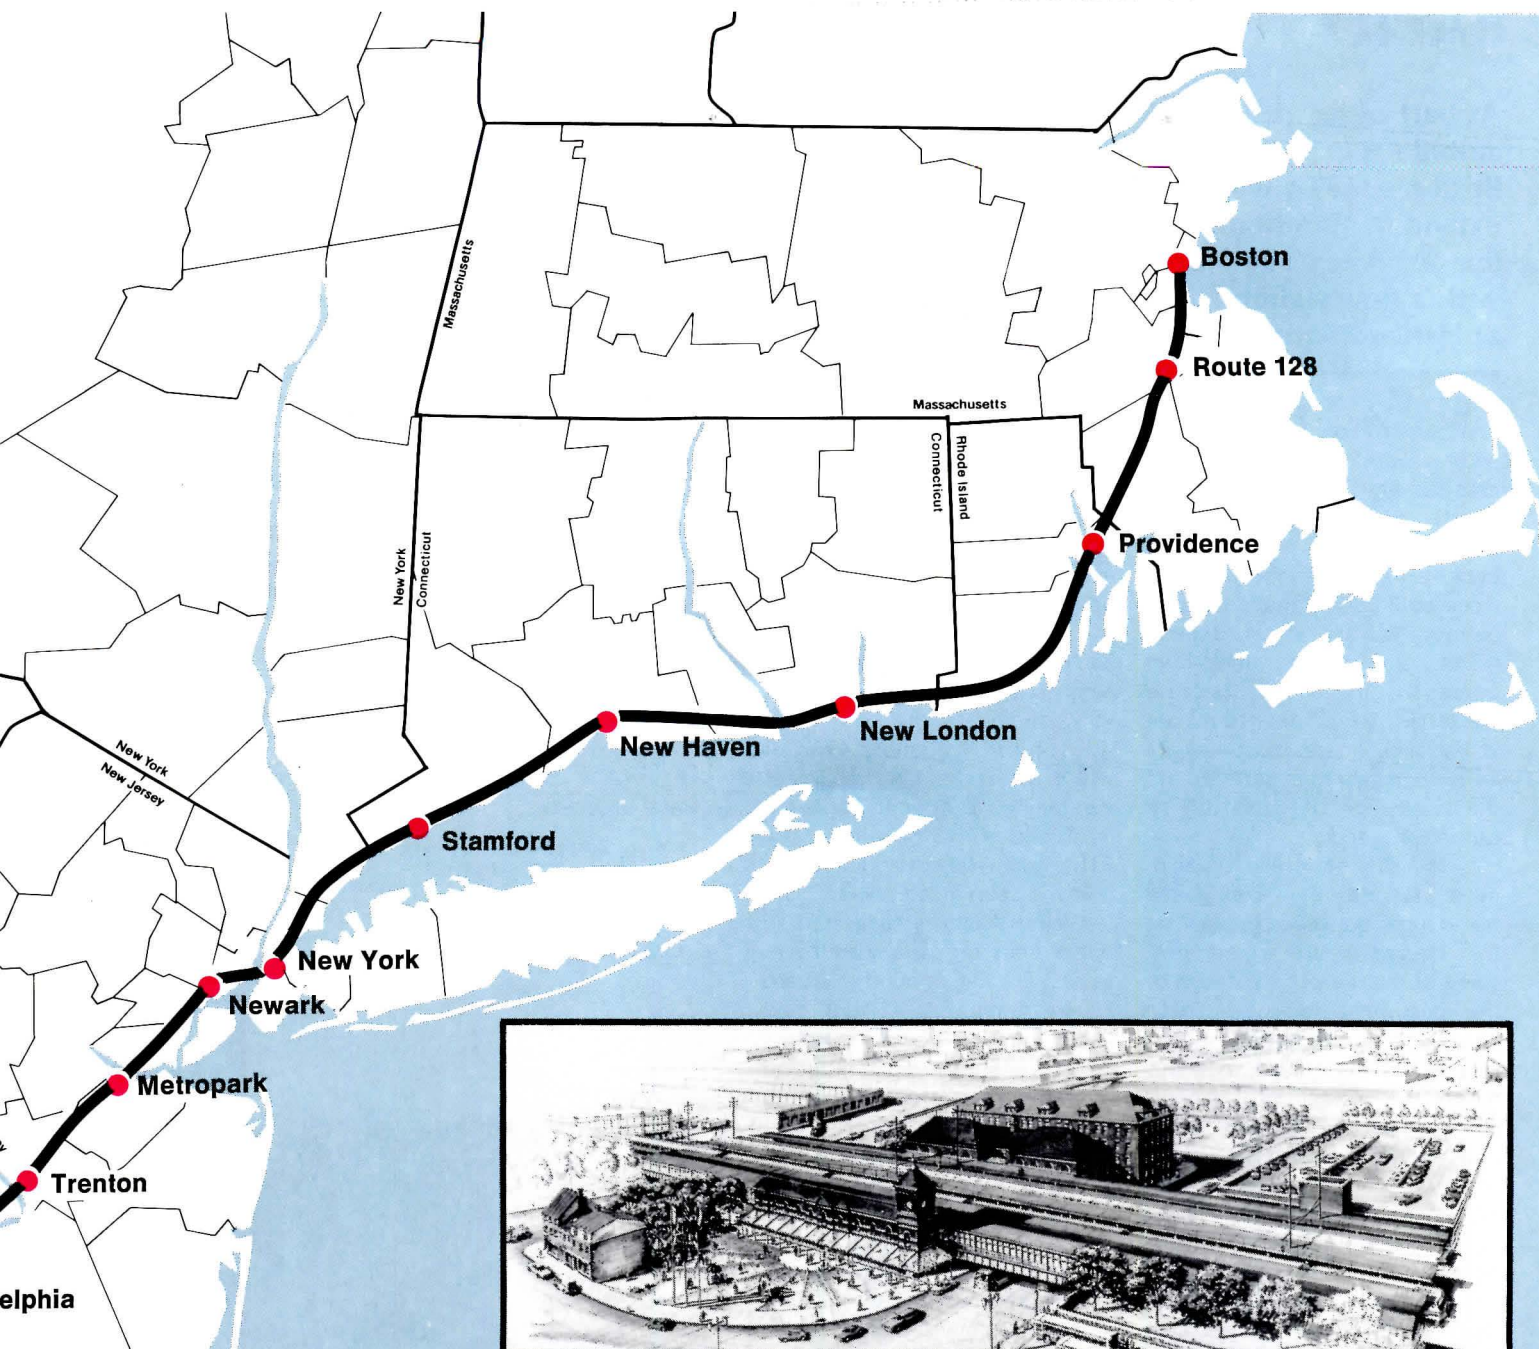 Massachusetts
Boston
Route 128
Massachusetts
Connecticut
Rhode Island
Providence
New York
Connecticut
New London
New Haven
New York
New Jersey
Stamford
New York
Newark
Metropark
Trenton
elphia